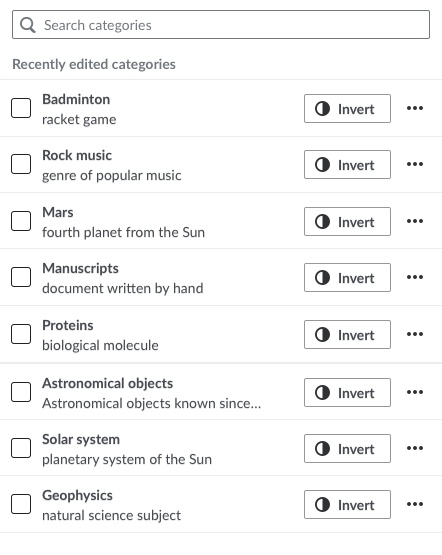 Search categories
Recently edited categories
Badminton
racket game
Invert
Rock music
genre of popular music
Invert
Mars
fourth planet from the Sun
Invert
Manuscripts
document written by hand
Invert
Proteins
biological molecule
Invert
Astronomical objects
Astronomical objects known since...
Invert
Solar system
planetary system of the Sun
Invert
Geophysics
natural science subject
Invert